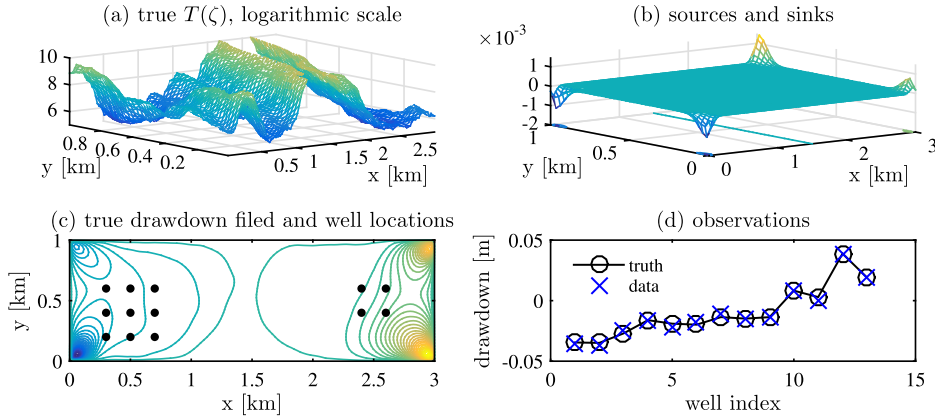 (a) true T(ζ), logarithmic scale
10
8
6
0.8
0.6
0.4
0.2
y [km]
0.5
1
1.5
2
2.5
x [km]
(b) sources and sinks
×10⁻³
1
0
-1
-2
1
0.5
0
y [km]
0
1
2
3
x [km]
(c) true drawdown filed and well locations
1
0.5
0
y [km]
0
0.5
1
1.5
2
2.5
3
x [km]
(d) observations
0.05
0
-0.05
drawdown [m]
truth
data
0
5
10
15
well index